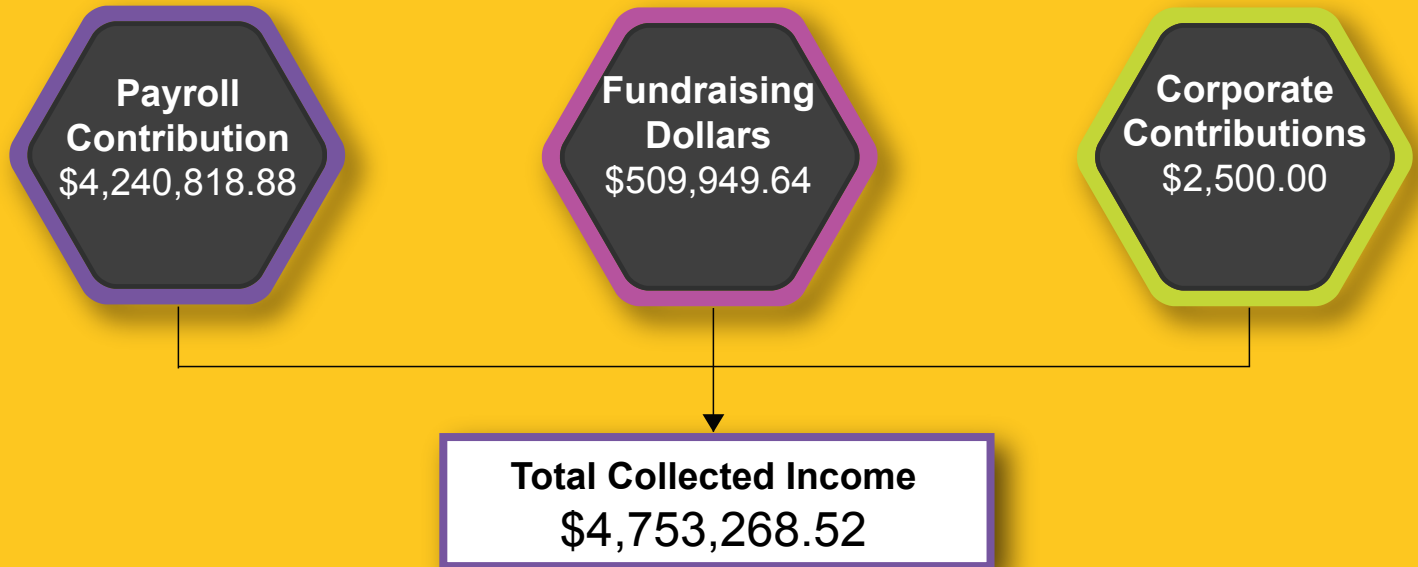 Payroll
Contribution
$4,240,818.88
Fundraising
Dollars
$509,949.64
Corporate
Contributions
$2,500.00
Total Collected Income
$4,753,268.52